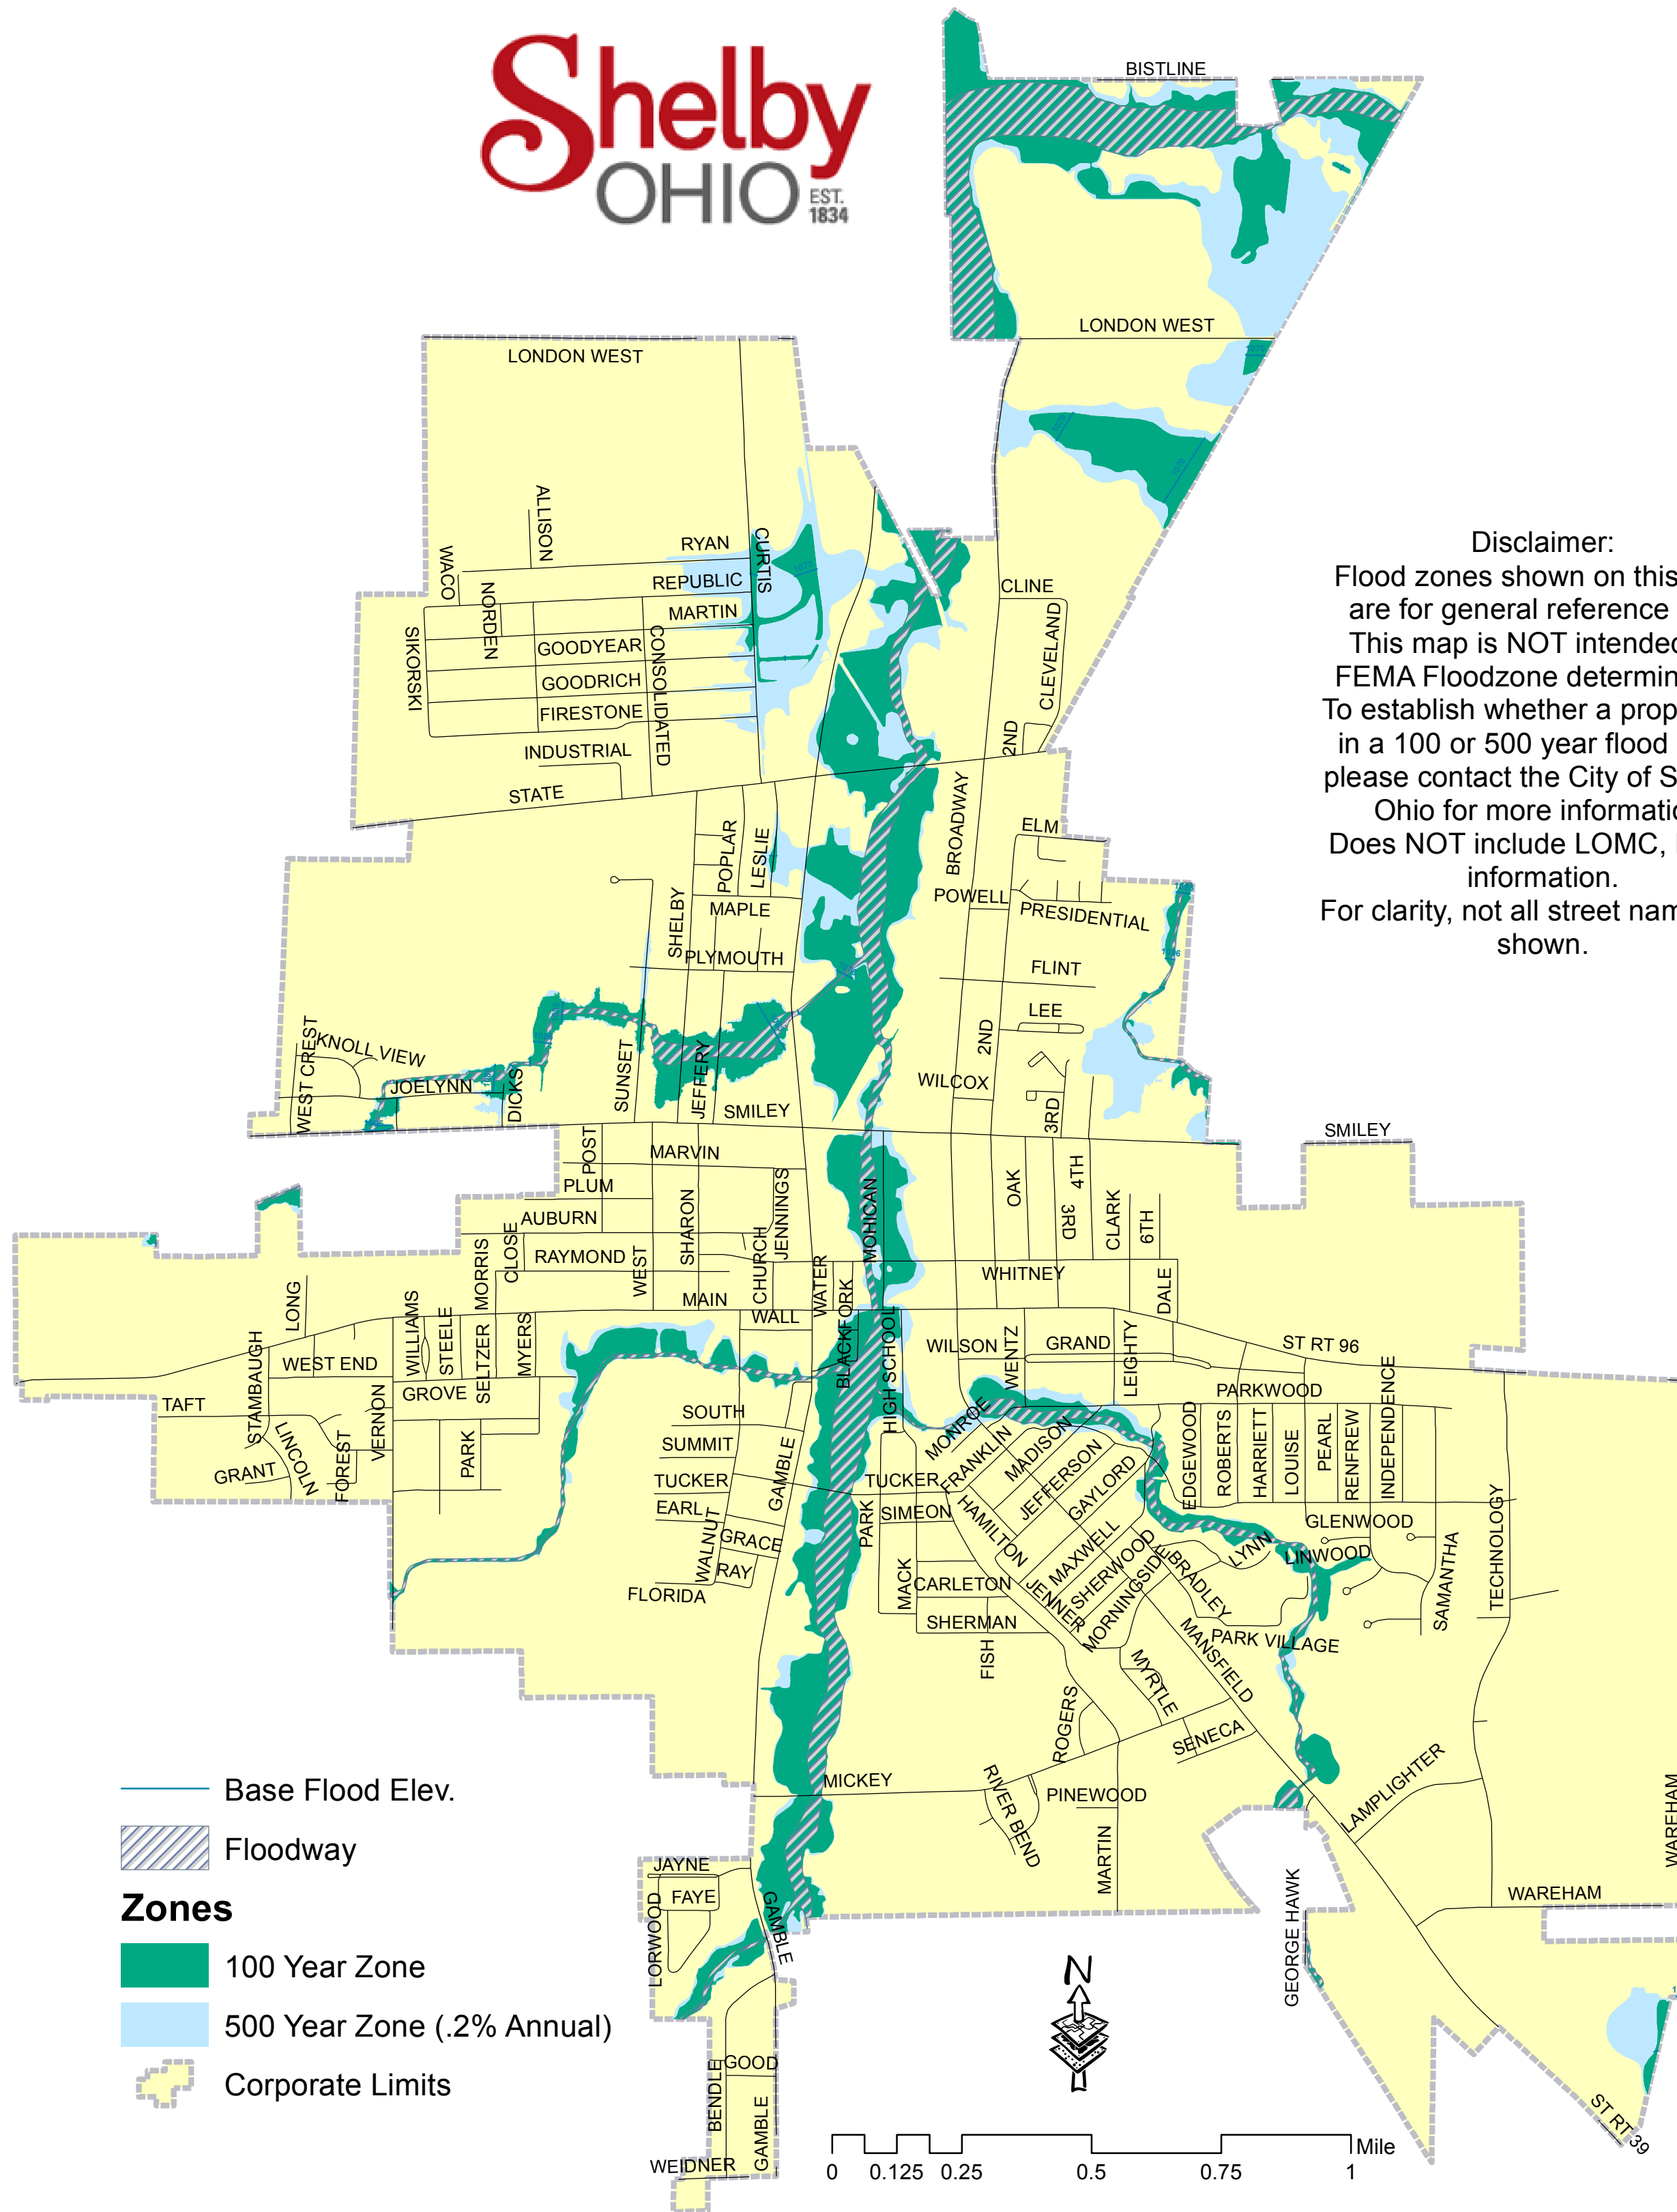 Shelby
OHIO
EST.
1834
BISTLINE
LONDON WEST
LONDON WEST
Disclaimer:
Flood zones shown on this
are for general reference
This map is NOT intended
FEMA Floodzone determin
To establish whether a prop
in a 100 or 500 year flood
please contact the City of S
Ohio for more informatio
Does NOT include LOMC,
information.
For clarity, not all street nam
shown.
ALLISON
WACO
NORDEN
SIKORSKI
RYAN
REPUBLIC
MARTIN
CURTIS
GOODYEAR
GOODRICH
FIRESTONE
CONSOLIDATED
INDUSTRIAL
STATE
CLINE
CLEVELAND
2ND
BROADWAY
ELM
POPLAR
LESLIE
POWELL
PRESIDENTIAL
MAPLE
SHELBY
PLYMOUTH
FLINT
LEE
2ND
WEST CREST
KNOLL VIEW
JOELYNN
DICKS
SUNSET
JEFFERY
SMILEY
WILCOX
3RD
SMILEY
POST
MARVIN
PLUM
AUBURN
CLOSE
RAYMOND
WEST
SHARON
JENNINGS
CHURCH
MOHICAN
OAK
4TH
3RD
CLARK
6TH
WHITNEY
DALE
MAIN
WALL
WATER
BLACKFORK
HIGH SCHOOL
LONG
WILLIAMS
STEELE
MORRIS
SELTZER
MYERS
WEST END
STAMBAUGH
TAFT
GROVE
VERNON
LINCOLN
FOREST
GRANT
PARK
WILSON
WENTZ
GRAND
LEIGHTY
ST RT 96
PARKWOOD
INDEPENDENCE
SOUTH
SUMMIT
TUCKER
EARL
GAMBLE
WALNUT
GRACE
RAY
FLORIDA
MONROE
FRANKLIN
MADISON
JEFFERSON
GAYLORD
TUCKER
SIMEON
PARK
HAMILTON
MAXWELL
SHERWOOD
MORNINGSIDE
JENNER
MACK
CARLETON
SHERMAN
FISH
EDGEWOOD
ROBERTS
HARRIETT
LOUISE
PEARL
RENFREW
GLENWOOD
LYNN
LINWOOD
BRADLEY
SAMANTHA
TECHNOLOGY
PARK VILLAGE
MANSFIELD
MYRTLE
ROGERS
SENECA
MICKEY
RIVER BEND
PINEWOOD
MARTIN
LAMPLIGHTER
WAREHAM
WAREHAM
GEORGE HAWK
JAYNE
FAYE
LORWOOD
GAMBLE
GOOD
BENDLE
GAMBLE
WEIDNER
ST RT 39
Base Flood Elev.
Floodway
Zones
100 Year Zone
500 Year Zone (.2% Annual)
Corporate Limits
N
Mile
0 0.125 0.25 0.5 0.75 1